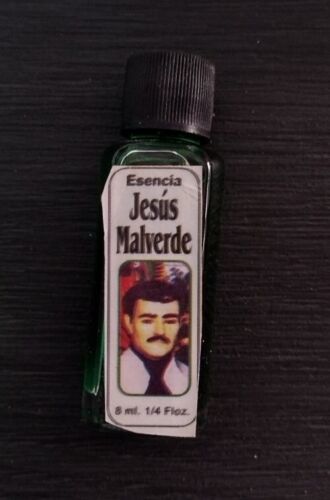 Esencia
Jesús
Malverde
8 ml. 1/4 Floz.